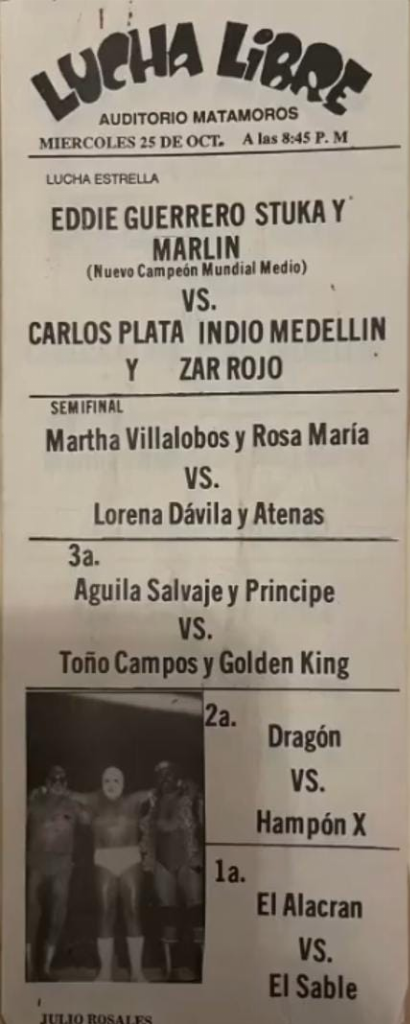 LUCHA LIBRE
AUDITORIO MATAMOROS
MIERCOLES 25 DE OCT. A las 8:45 P. M
LUCHA ESTRELLA
EDDIE GUERRERO STUKA Y
MARLIN
(Nuevo Campeón Mundial Medio)
VS.
CARLOS PLATA INDIO MEDELLIN
Y ZAR ROJO
SEMIFINAL
Martha Villalobos y Rosa María
VS.
Lorena Dávila y Atenas
3a.
Aguila Salvaje y Principe
VS.
Toño Campos y Golden King
2a.
Dragón
VS.
Hampón X
1a.
El Alacran
VS.
El Sable
JULIO ROSALES